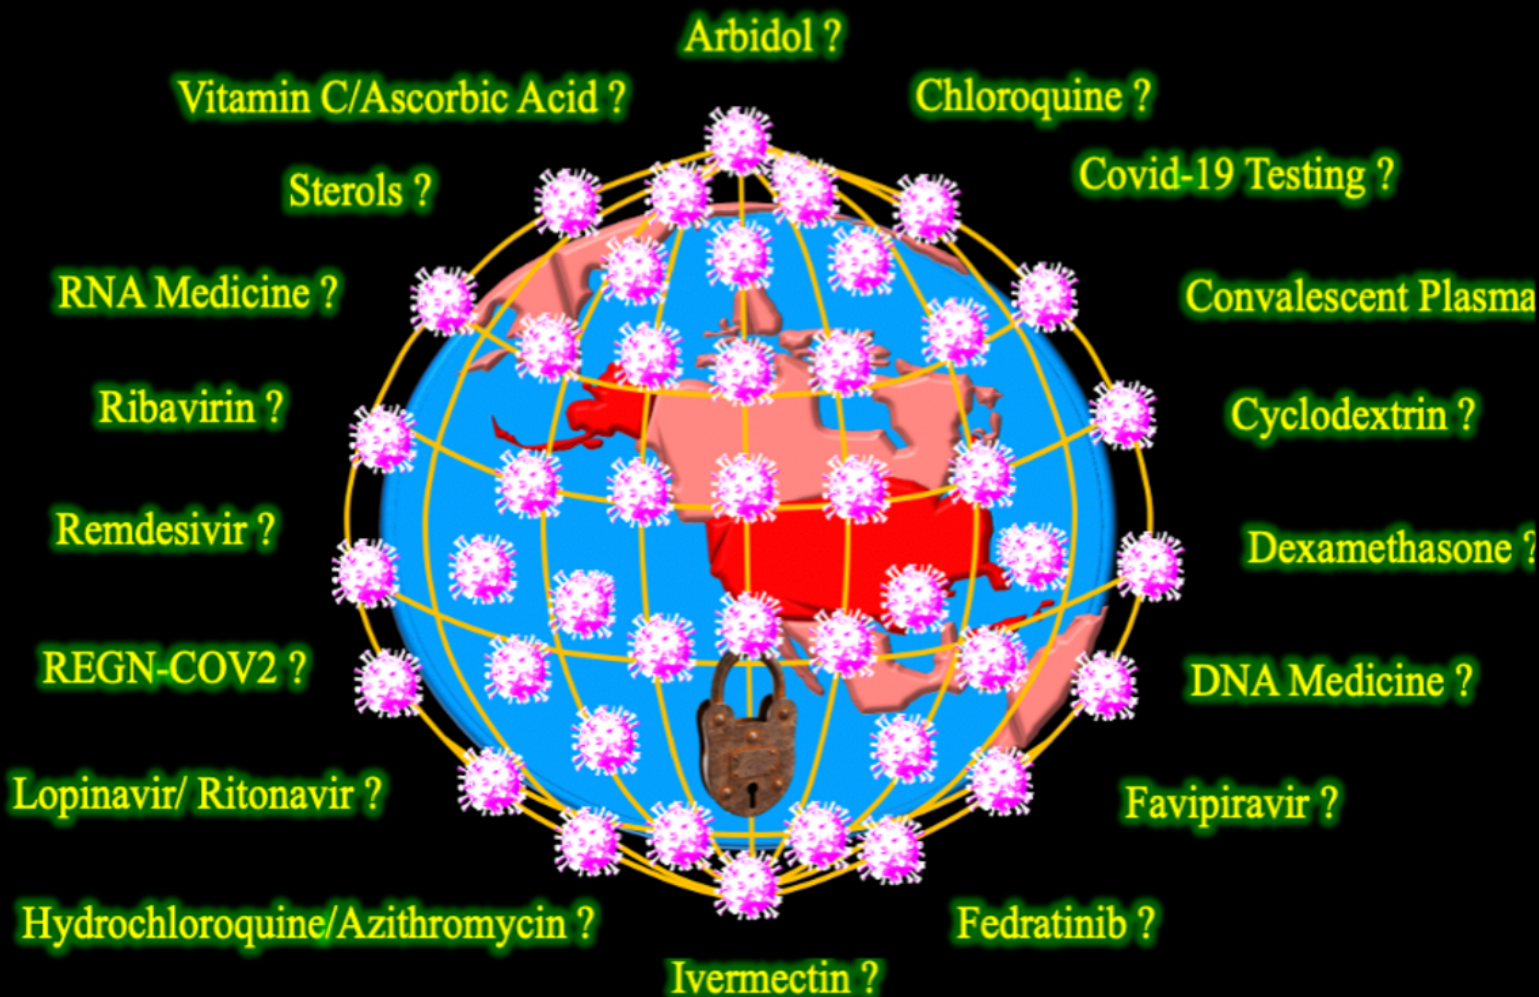 Arbidol ?
Vitamin C/Ascorbic Acid ?
Chloroquine ?
Covid-19 Testing ?
Sterols ?
RNA Medicine ?
Convalescent Plasma
Ribavirin ?
Cyclodextrin ?
Remdesivir ?
Dexamethasone ?
REGN-COV2 ?
DNA Medicine ?
Lopinavir/ Ritonavir ?
Favipiravir ?
Hydrochloroquine/Azithromycin ?
Fedratinib ?
Ivermectin ?